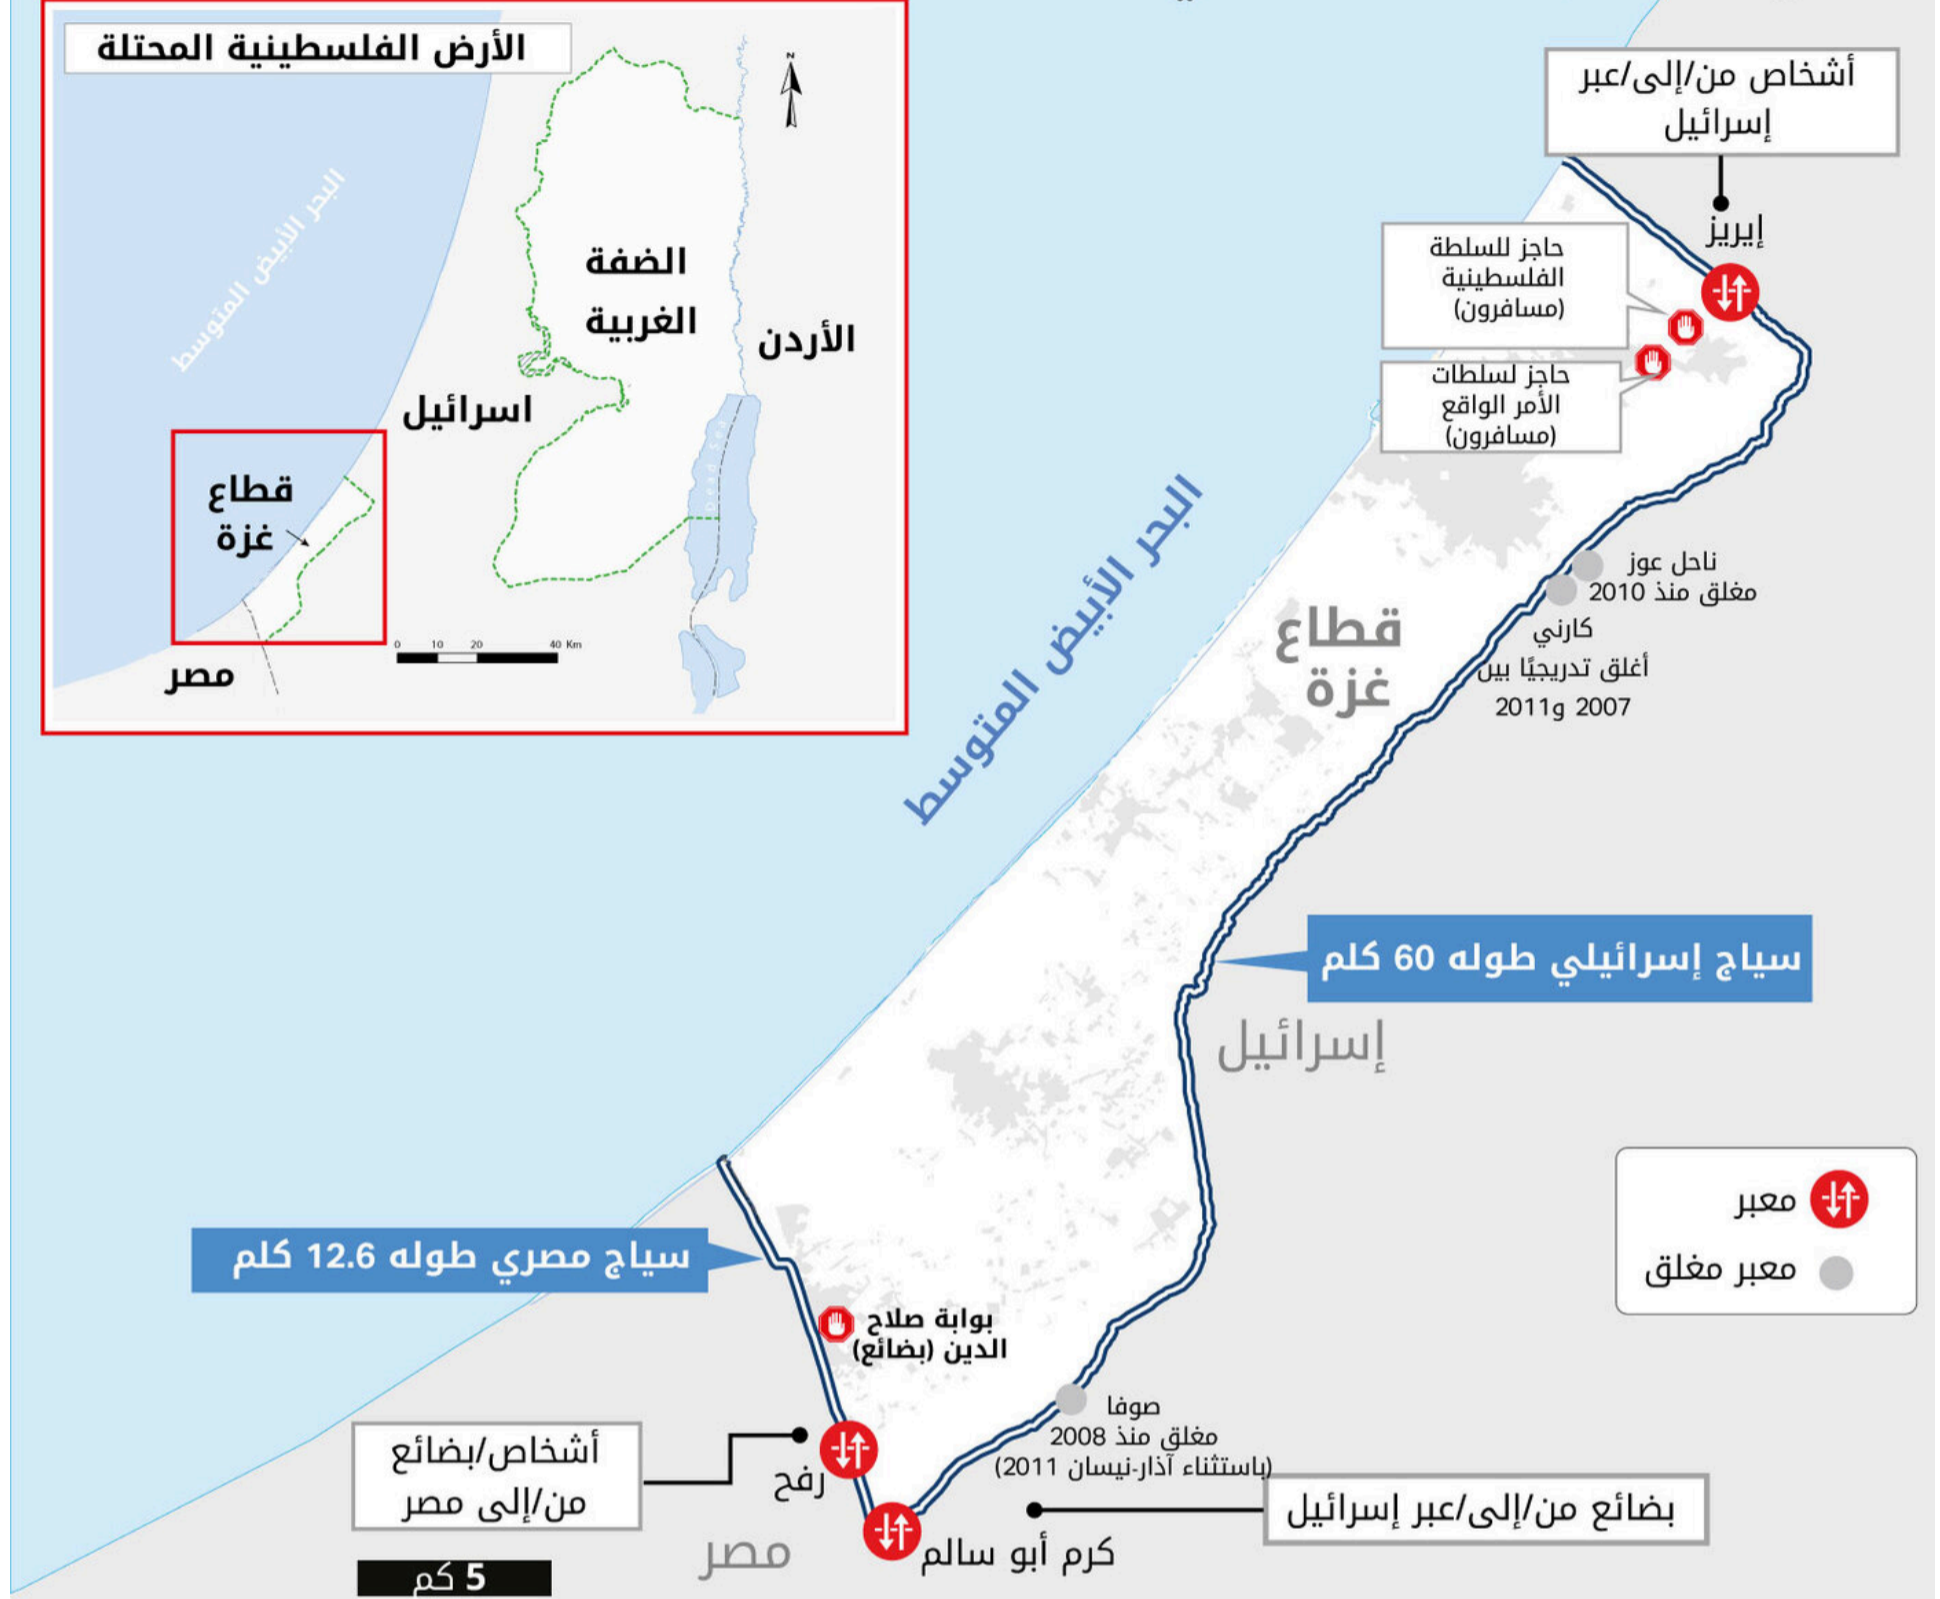 الأرض الفلسطينية المحتلة
N
البحر الأبيض المتوسط
الضفة
الغربية
الأردن
اسرائيل
Dead Sea
قطاع
غزة
مصر
0 10 20 40 Km
أشخاص من/إلى/عبر
إسرائيل
إيريز
حاجز للسلطة
الفلسطينية
(مسافرون)
حاجز لسلطات
الأمر الواقع
(مسافرون)
البحر الأبيض المتوسط
ناحل عوز
مغلق منذ 2010
كارني
أغلق تدريجيًا بين
2007 و2011
قطاع
غزة
سياج إسرائيلي طوله 60 كلم
إسرائيل
معبر
معبر مغلق
سياج مصري طوله 12.6 كلم
بوابة صلاح
الدين (بضائع)
صوفا
مغلق منذ 2008
(باستثناء آذار-نيسان 2011)
أشخاص/بضائع
من/إلى مصر
رفح
بضائع من/إلى/عبر إسرائيل
كرم أبو سالم
مصر
5 كم